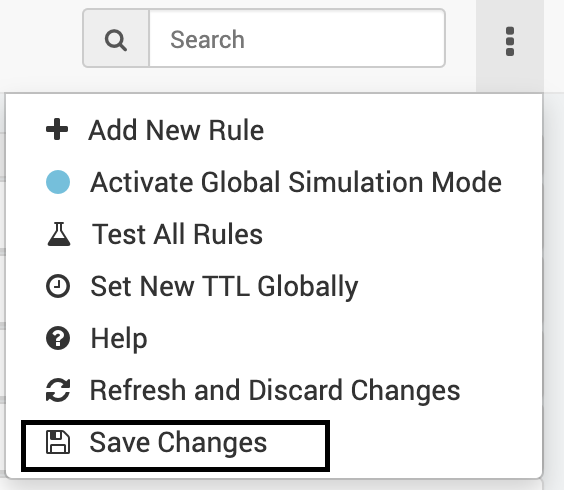 Search
Add New Rule
Activate Global Simulation Mode
Test All Rules
Set New TTL Globally
Help
Refresh and Discard Changes
Save Changes